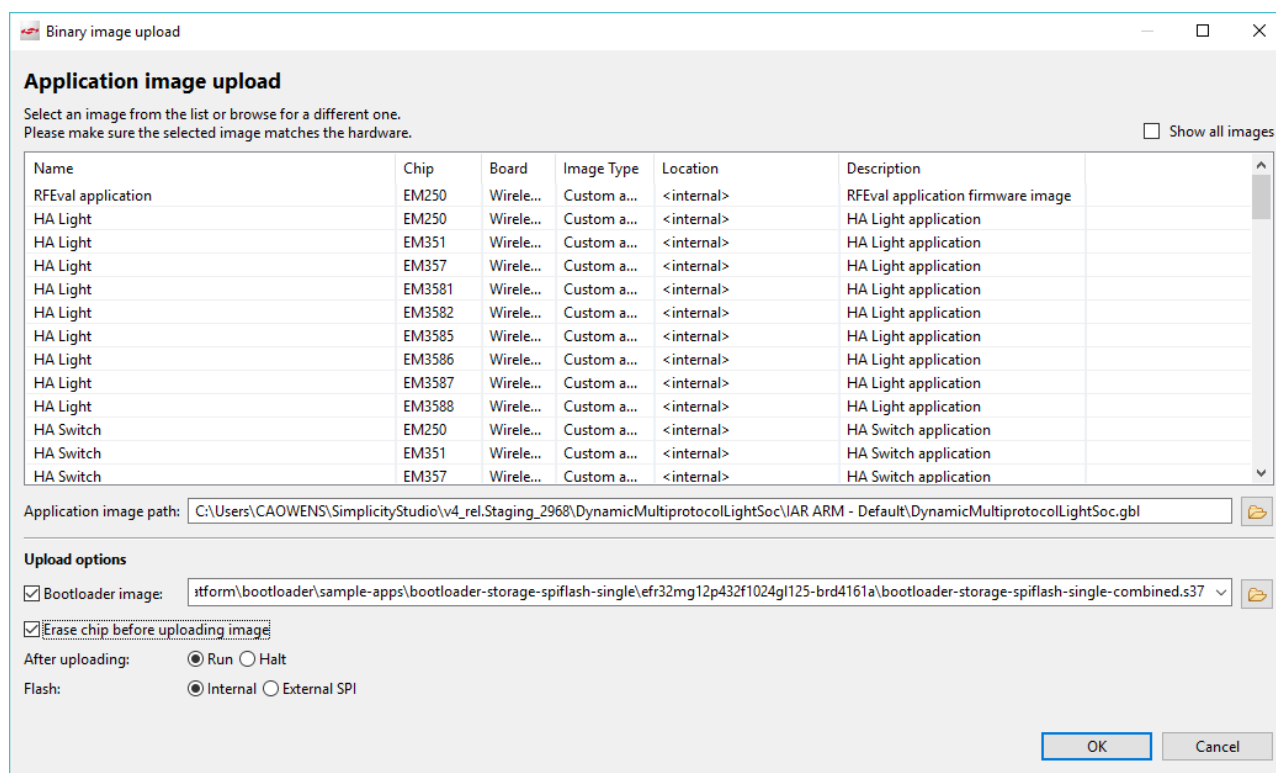 Binary image upload
Application image upload
Select an image from the list or browse for a different one.
Please make sure the selected image matches the hardware.
Show all images
Name Chip Board Image Type Location Description
RFEval application EM250 Wirele... Custom a... <internal> RFEval application firmware image
HA Light EM250 Wirele... Custom a... <internal> HA Light application
HA Light EM351 Wirele... Custom a... <internal> HA Light application
HA Light EM357 Wirele... Custom a... <internal> HA Light application
HA Light EM3581 Wirele... Custom a... <internal> HA Light application
HA Light EM3582 Wirele... Custom a... <internal> HA Light application
HA Light EM3585 Wirele... Custom a... <internal> HA Light application
HA Light EM3586 Wirele... Custom a... <internal> HA Light application
HA Light EM3587 Wirele... Custom a... <internal> HA Light application
HA Light EM3588 Wirele... Custom a... <internal> HA Light application
HA Switch EM250 Wirele... Custom a... <internal> HA Switch application
HA Switch EM351 Wirele... Custom a... <internal> HA Switch application
HA Switch EM357 Wirele... Custom a... <internal> HA Switch application
Application image path: C:\Users\CAOWENS\SimplicityStudio\v4_rel.Staging_2968\DynamicMultiprotocolLightSoc\IAR ARM - Default\DynamicMultiprotocolLightSoc.gbl
Upload options
Bootloader image: atform\bootloader\sample-apps\bootloader-storage-spiflash-single\efr32mg12p432f1024gl125-brd4161a\bootloader-storage-spiflash-single-combined.s37
Erase chip before uploading image
After uploading: Run Halt
Flash: Internal External SPI
OK Cancel